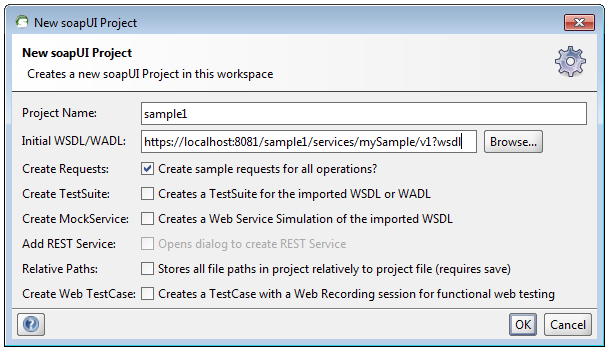 New soapUI Project
New soapUI Project
Creates a new soapUI Project in this workspace
Project Name: sample1
Initial WSDL/WADL: https://localhost:8081/sample1/services/mySample/v1?wsdl Browse...
Create Requests: Create sample requests for all operations?
Create TestSuite: Creates a TestSuite for the imported WSDL or WADL
Create MockService: Creates a Web Service Simulation of the imported WSDL
Add REST Service: Opens dialog to create REST Service
Relative Paths: Stores all file paths in project relatively to project file (requires save)
Create Web TestCase: Creates a TestCase with a Web Recording session for functional web testing
? OK Cancel